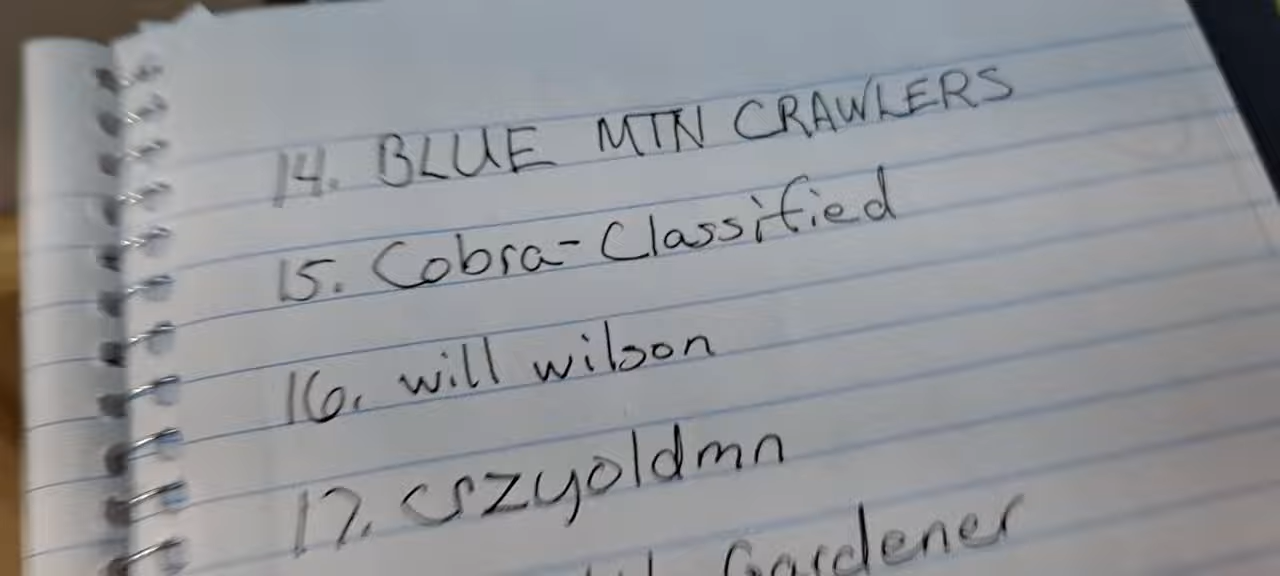 14. BLUE MTN CRAWLERS
15. Cobra-Classified
16. will wilson
17. crzyoldmn
Gardener